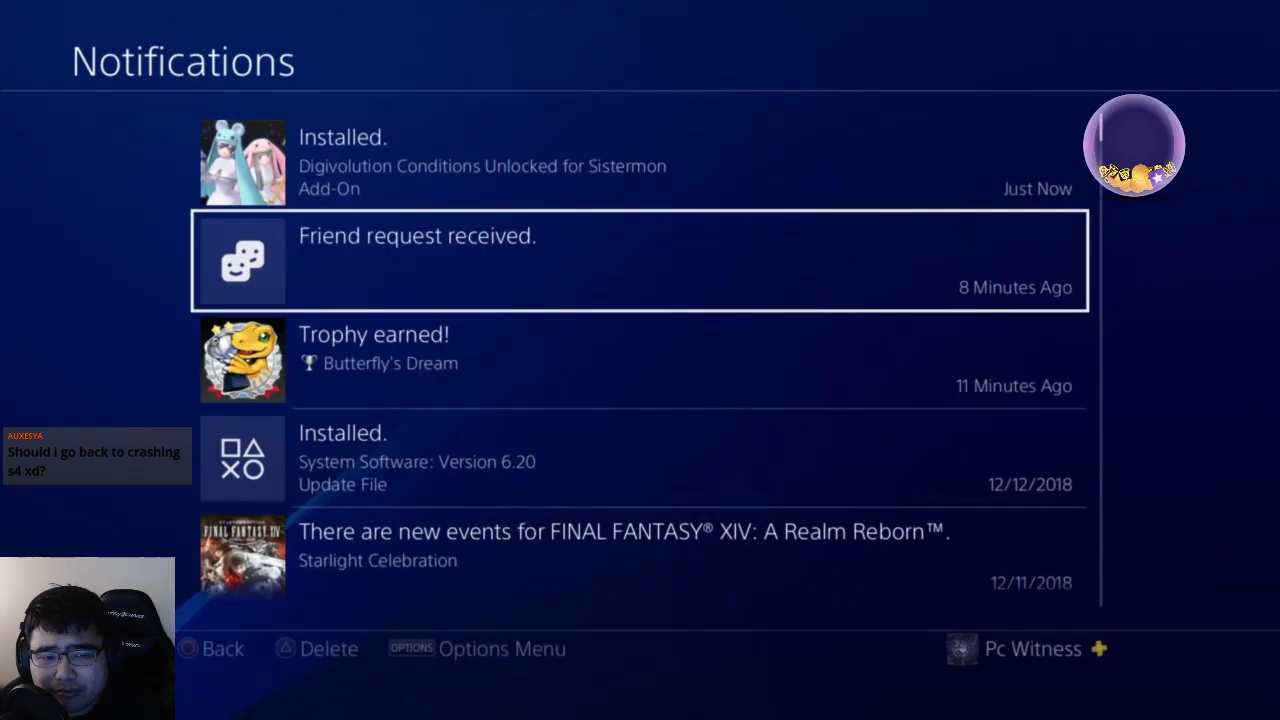 Notifications
Installed.
Digivolution Conditions Unlocked for Sistermon
Add-On
Just Now
Friend request received.
8 Minutes Ago
Trophy earned!
Butterfly's Dream
11 Minutes Ago
AUXESYA
Should i go back to crashing
s4 xd?
Installed.
System Software: Version 6.20
Update File
12/12/2018
FINAL FANTASY XIV
There are new events for FINAL FANTASY® XIV: A Realm Reborn™.
Starlight Celebration
12/11/2018
Back
Delete
OPTIONS Options Menu
Pc Witness